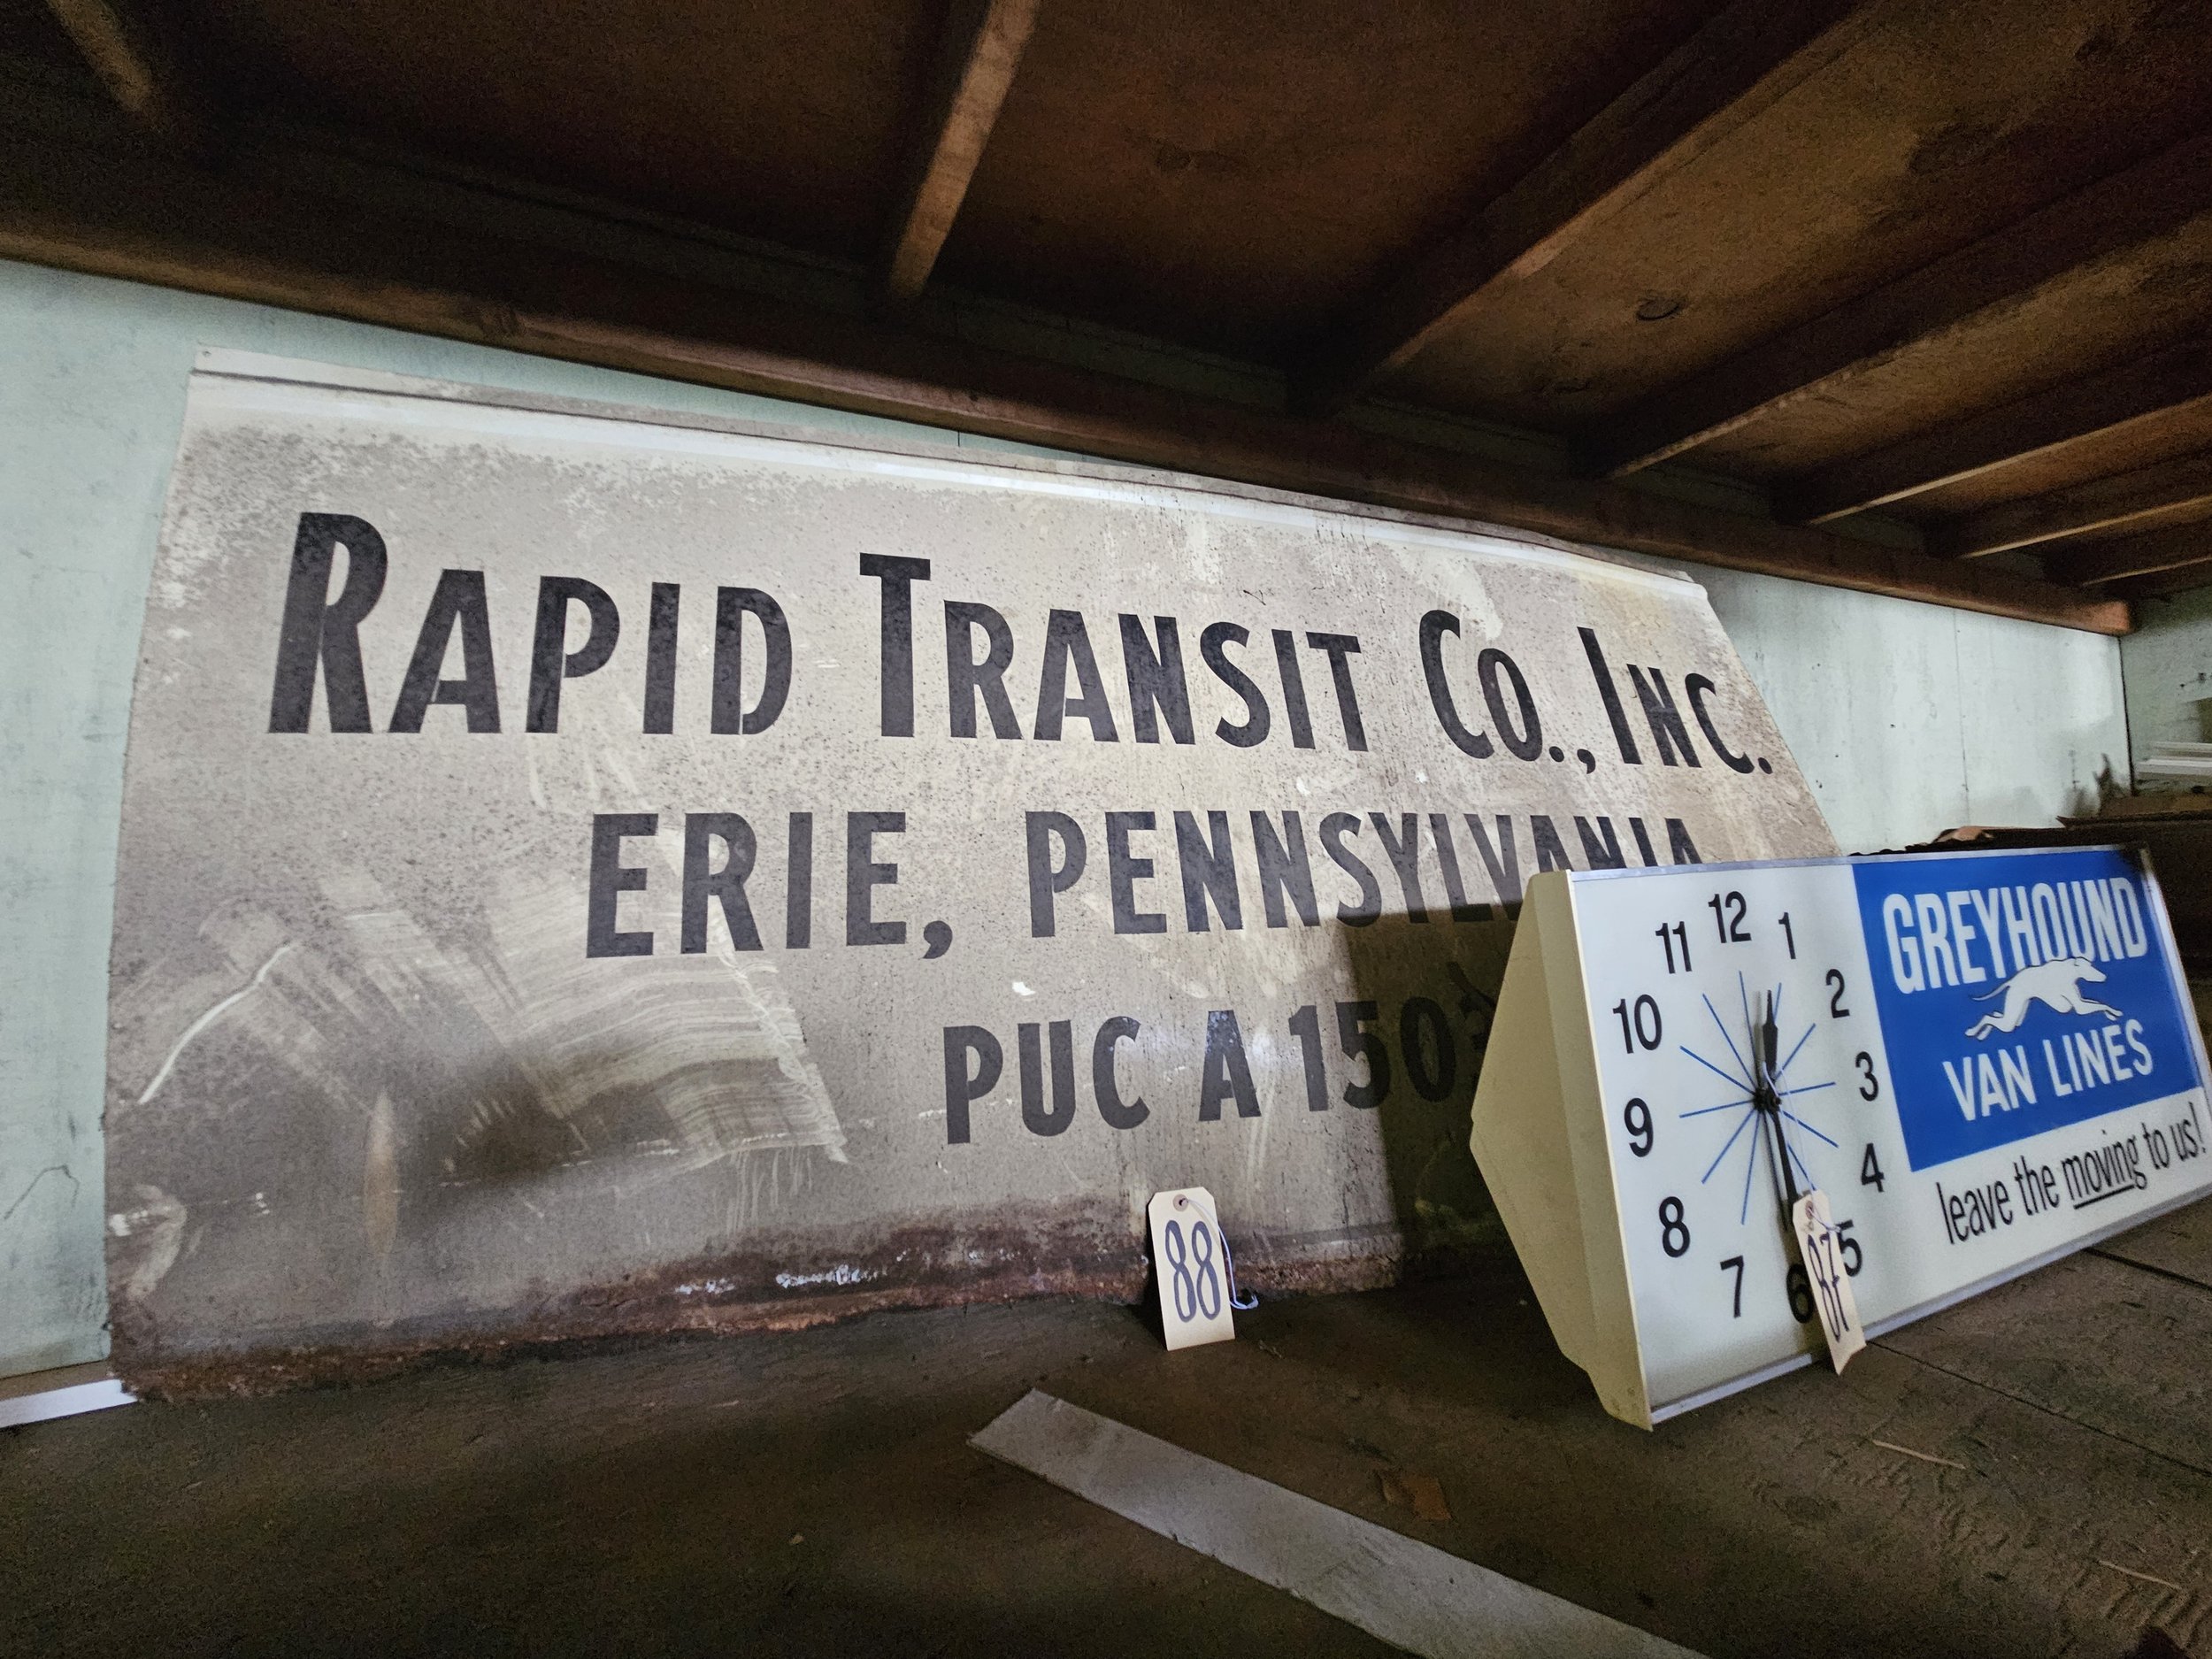 RAPID TRANSIT CO., INC.
ERIE, PENNSYLVANIA
PUC A 150
88
12
1
2
3
4
5
6
7
8
9
10
11
87
GREYHOUND
VAN LINES
leave the moving to us!